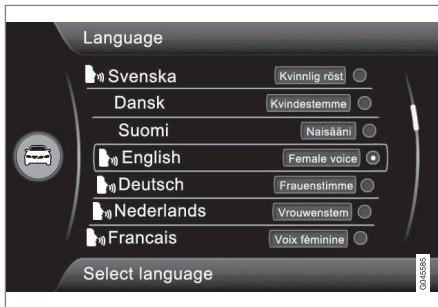 Language
Svenska Kvinnlig röst
Dansk Kvindestemme
Suomi Naisääni
English Female voice
Deutsch Frauenstimme
Nederlands Vrouwenstem
Francais Voix fèminine
Select language
G045585